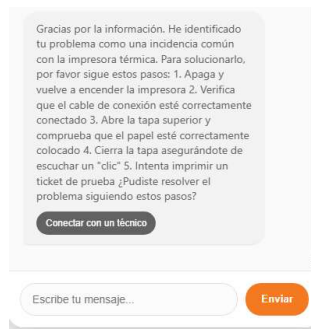 Gracias por la información. He identificado
tu problema como una incidencia común
con la impresora térmica. Para solucionarlo,
por favor sigue estos pasos: 1. Apaga y
vuelve a encender la impresora 2. Verifica
que el cable de conexión esté correctamente
conectado 3. Abre la tapa superior y
comprueba que el papel esté correctamente
colocado 4. Cierra la tapa asegurándote de
escuchar un "clic" 5. Intenta imprimir un
ticket de prueba ¿Pudiste resolver el
problema siguiendo estos pasos?
Conectar con un técnico
Escribe tu mensaje...
Enviar